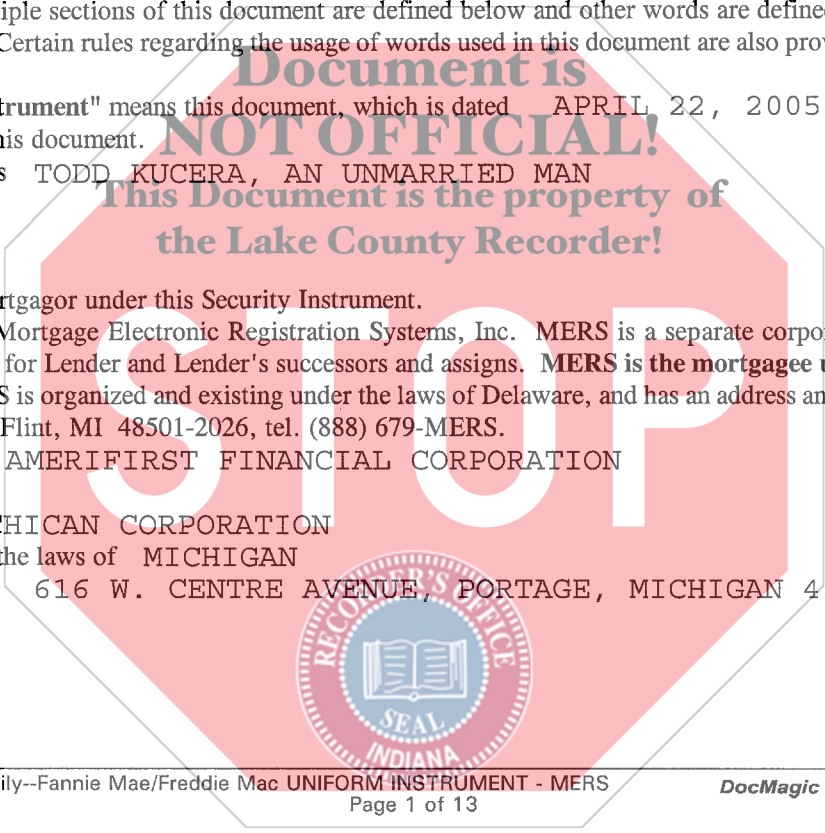 iple sections of this document are defined below and other words are define
Certain rules regarding the usage of words used in this document are also pro
Document is
trument" means this document, which is dated APRIL 22, 2005
NOT OFFICIAL!
is document.
s TODD KUCERA, AN UNMARRIED MAN
This Document is the property of
the Lake County Recorder!
rtgagor under this Security Instrument.
Mortgage Electronic Registration Systems, Inc. MERS is a separate corpo
for Lender and Lender's successors and assigns. MERS is the mortgagee u
S is organized and existing under the laws of Delaware, and has an address an
Flint, MI 48501-2026, tel. (888) 679-MERS.
STOP
AMERIFIRST FINANCIAL CORPORATION
CHICAN CORPORATION
the laws of MICHIGAN
616 W. CENTRE AVENUE, PORTAGE, MICHIGAN 4
RECORDER'S OFFICE
SEAL
INDIANA
ily--Fannie Mae/Freddie Mac UNIFORM INSTRUMENT - MERS DocMagic
Page 1 of 13